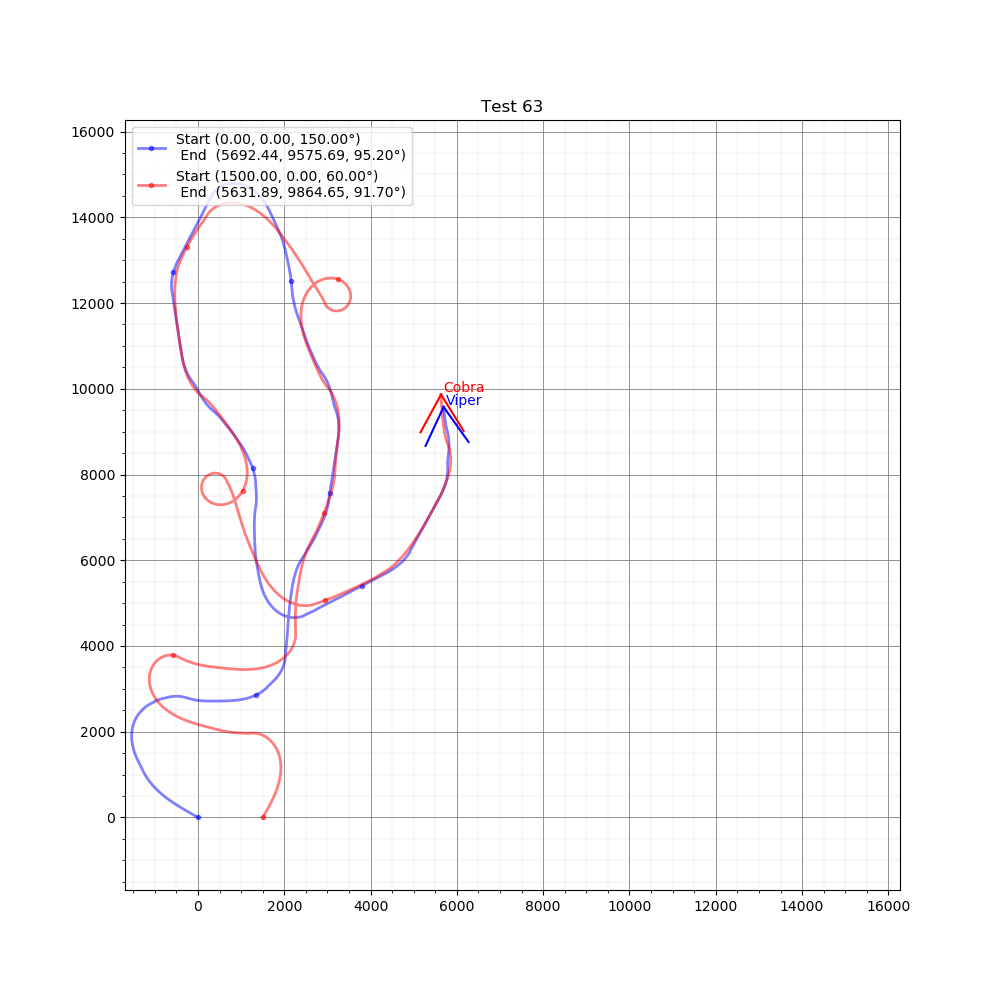 Test 63
Start (0.00, 0.00, 150.00°)
End  (5692.44, 9575.69, 95.20°)
Start (1500.00, 0.00, 60.00°)
End  (5631.89, 9864.65, 91.70°)
16000
14000
12000
10000
8000
6000
4000
2000
0
Cobra
Viper
0 2000 4000 6000 8000 10000 12000 14000 16000